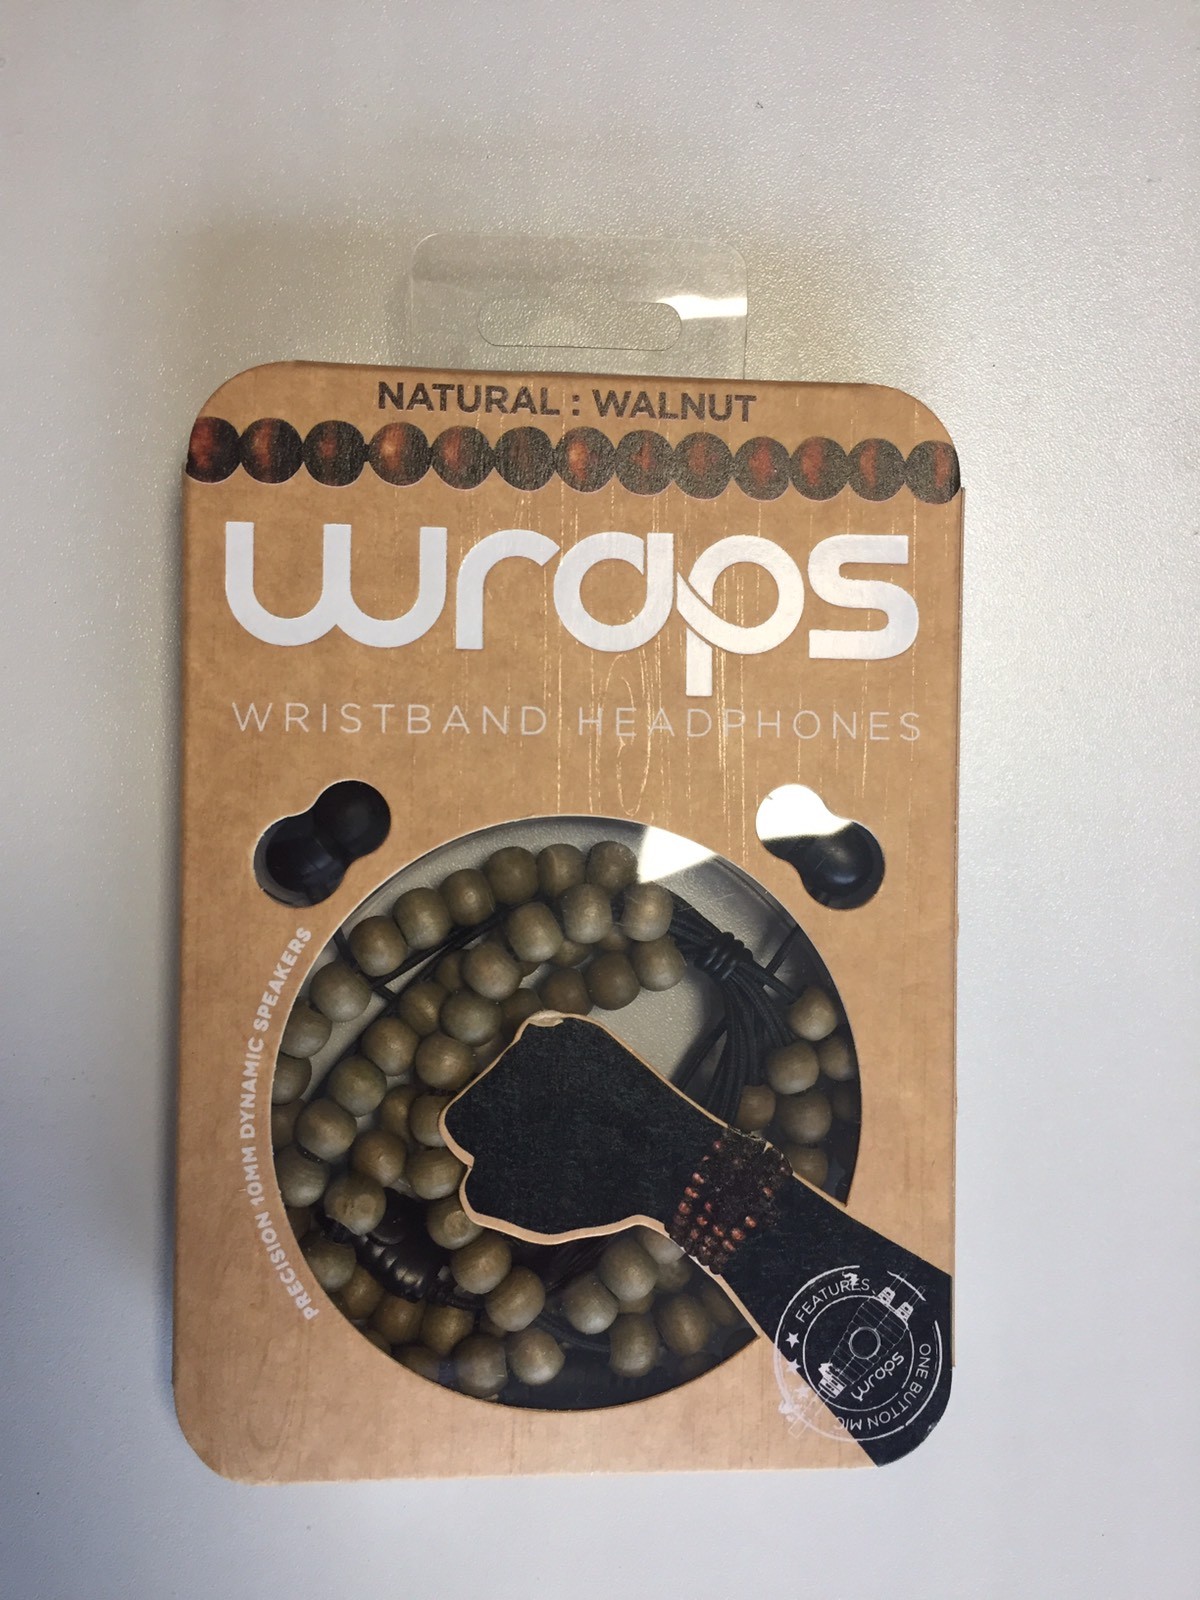 NATURAL : WALNUT
wraps
WRISTBAND HEADPHONES
PRECISION 10MM DYNAMIC SPEAKERS
FEATURES
ONE BUTTON MIC
wraps